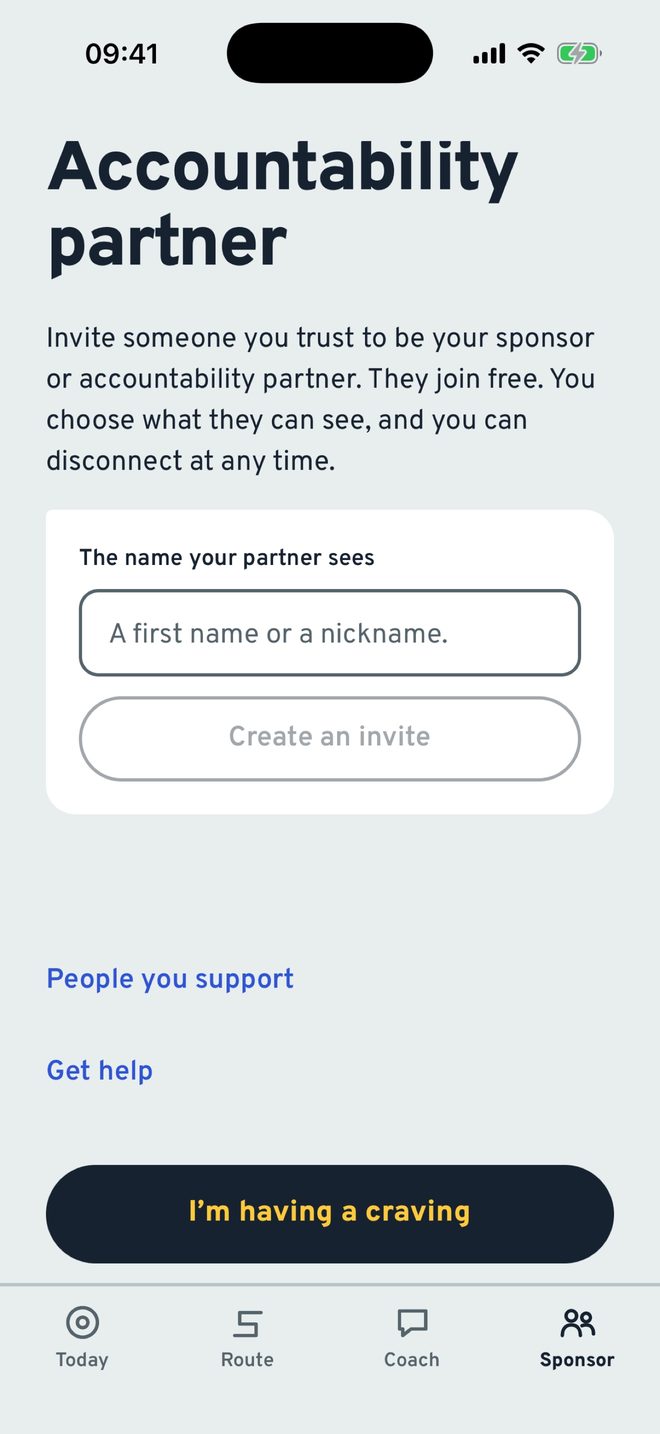 09:41
Accountability
partner
Invite someone you trust to be your sponsor
or accountability partner. They join free. You
choose what they can see, and you can
disconnect at any time.
The name your partner sees
A first name or a nickname.
Create an invite
People you support
Get help
I’m having a craving
Today
Route
Coach
Sponsor